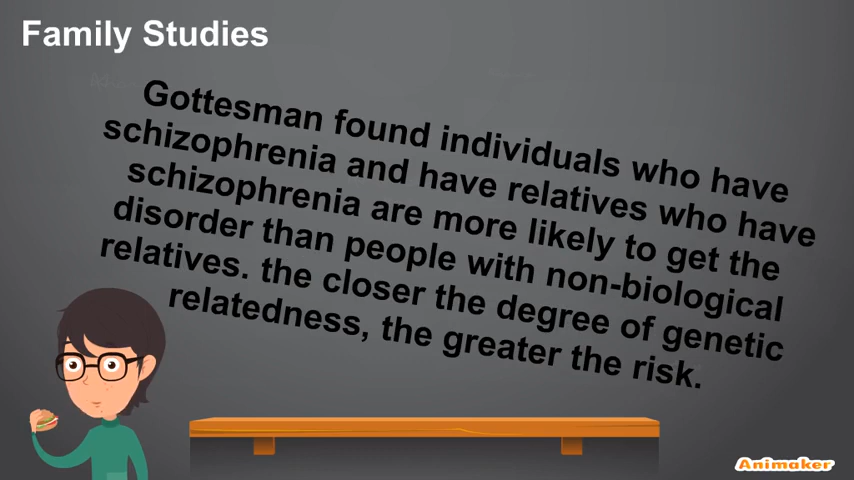 Family Studies
Gottesman found individuals who have
schizophrenia and have relatives who have
schizophrenia are more likely to get the
disorder than people with non-biological
relatives. the closer the degree of genetic
relatedness, the greater the risk.
Animaker